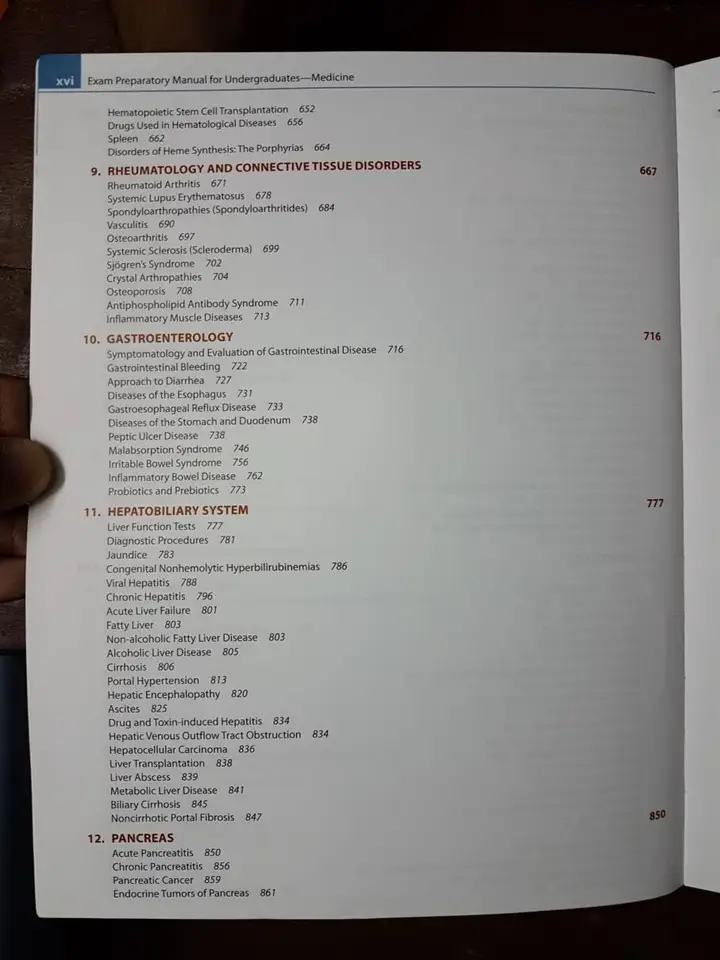 xvi Exam Preparatory Manual for Undergraduates—Medicine
Hematopoietic Stem Cell Transplantation 652
Drugs Used in Hematological Diseases 656
Spleen 662
Disorders of Heme Synthesis: The Porphyrias 664
9. RHEUMATOLOGY AND CONNECTIVE TISSUE DISORDERS 667
Rheumatoid Arthritis 671
Systemic Lupus Erythematosus 678
Spondyloarthropathies (Spondyloarthritides) 684
Vasculitis 690
Osteoarthritis 697
Systemic Sclerosis (Scleroderma) 699
Sjögren's Syndrome 702
Crystal Arthropathies 704
Osteoporosis 708
Antiphospholipid Antibody Syndrome 711
Inflammatory Muscle Diseases 713
10. GASTROENTEROLOGY 716
Symptomatology and Evaluation of Gastrointestinal Disease 716
Gastrointestinal Bleeding 722
Approach to Diarrhea 727
Diseases of the Esophagus 731
Gastroesophageal Reflux Disease 733
Diseases of the Stomach and Duodenum 738
Peptic Ulcer Disease 738
Malabsorption Syndrome 746
Irritable Bowel Syndrome 756
Inflammatory Bowel Disease 762
Probiotics and Prebiotics 773
11. HEPATOBILIARY SYSTEM 777
Liver Function Tests 777
Diagnostic Procedures 781
Jaundice 783
Congenital Nonhemolytic Hyperbilirubinemias 786
Viral Hepatitis 788
Chronic Hepatitis 796
Acute Liver Failure 801
Fatty Liver 803
Non-alcoholic Fatty Liver Disease 803
Alcoholic Liver Disease 805
Cirrhosis 806
Portal Hypertension 813
Hepatic Encephalopathy 820
Ascites 825
Drug and Toxin-induced Hepatitis 834
Hepatic Venous Outflow Tract Obstruction 834
Hepatocellular Carcinoma 836
Liver Transplantation 838
Liver Abscess 839
Metabolic Liver Disease 841
Biliary Cirrhosis 845
Noncirrhotic Portal Fibrosis 847
12. PANCREAS 850
Acute Pancreatitis 850
Chronic Pancreatitis 856
Pancreatic Cancer 859
Endocrine Tumors of Pancreas 861